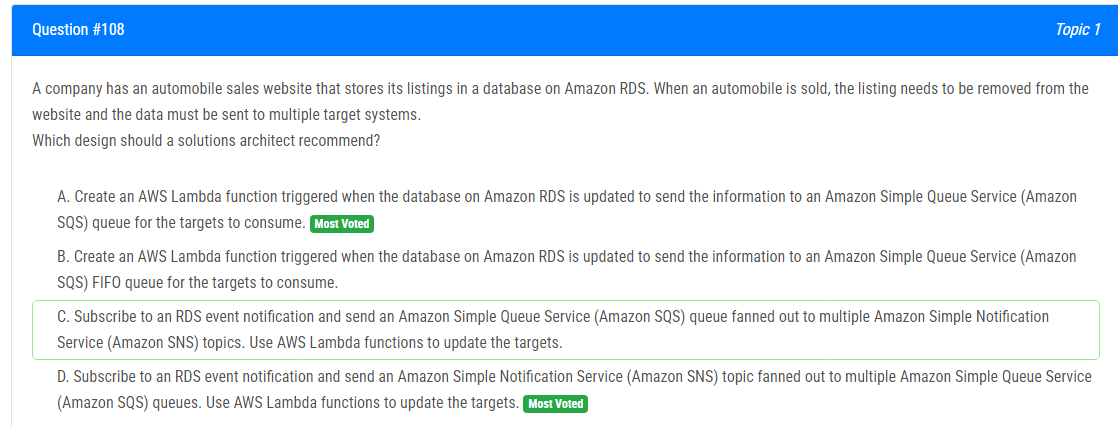 Question #108
Topic 1
A company has an automobile sales website that stores its listings in a database on Amazon RDS. When an automobile is sold, the listing needs to be removed from the
website and the data must be sent to multiple target systems.
Which design should a solutions architect recommend?
A. Create an AWS Lambda function triggered when the database on Amazon RDS is updated to send the information to an Amazon Simple Queue Service (Amazon
SQS) queue for the targets to consume. Most Voted
B. Create an AWS Lambda function triggered when the database on Amazon RDS is updated to send the information to an Amazon Simple Queue Service (Amazon
SQS) FIFO queue for the targets to consume.
C. Subscribe to an RDS event notification and send an Amazon Simple Queue Service (Amazon SQS) queue fanned out to multiple Amazon Simple Notification
Service (Amazon SNS) topics. Use AWS Lambda functions to update the targets.
D. Subscribe to an RDS event notification and send an Amazon Simple Notification Service (Amazon SNS) topic fanned out to multiple Amazon Simple Queue Service
(Amazon SQS) queues. Use AWS Lambda functions to update the targets. Most Voted